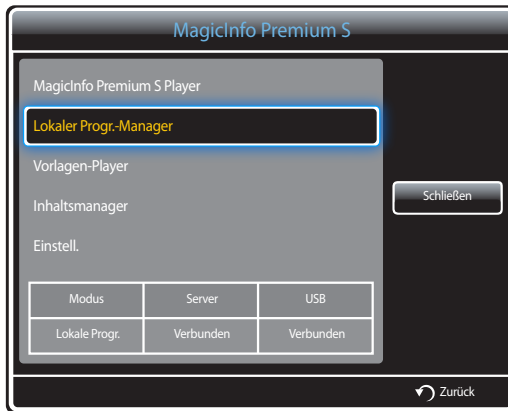 MagicInfo Premium S
MagicInfo Premium S Player
Lokaler Progr.-Manager
Vorlagen-Player
Inhaltsmanager
Einstell.
Schließen
Modus Server USB
Lokale Progr. Verbunden Verbunden
Zurück